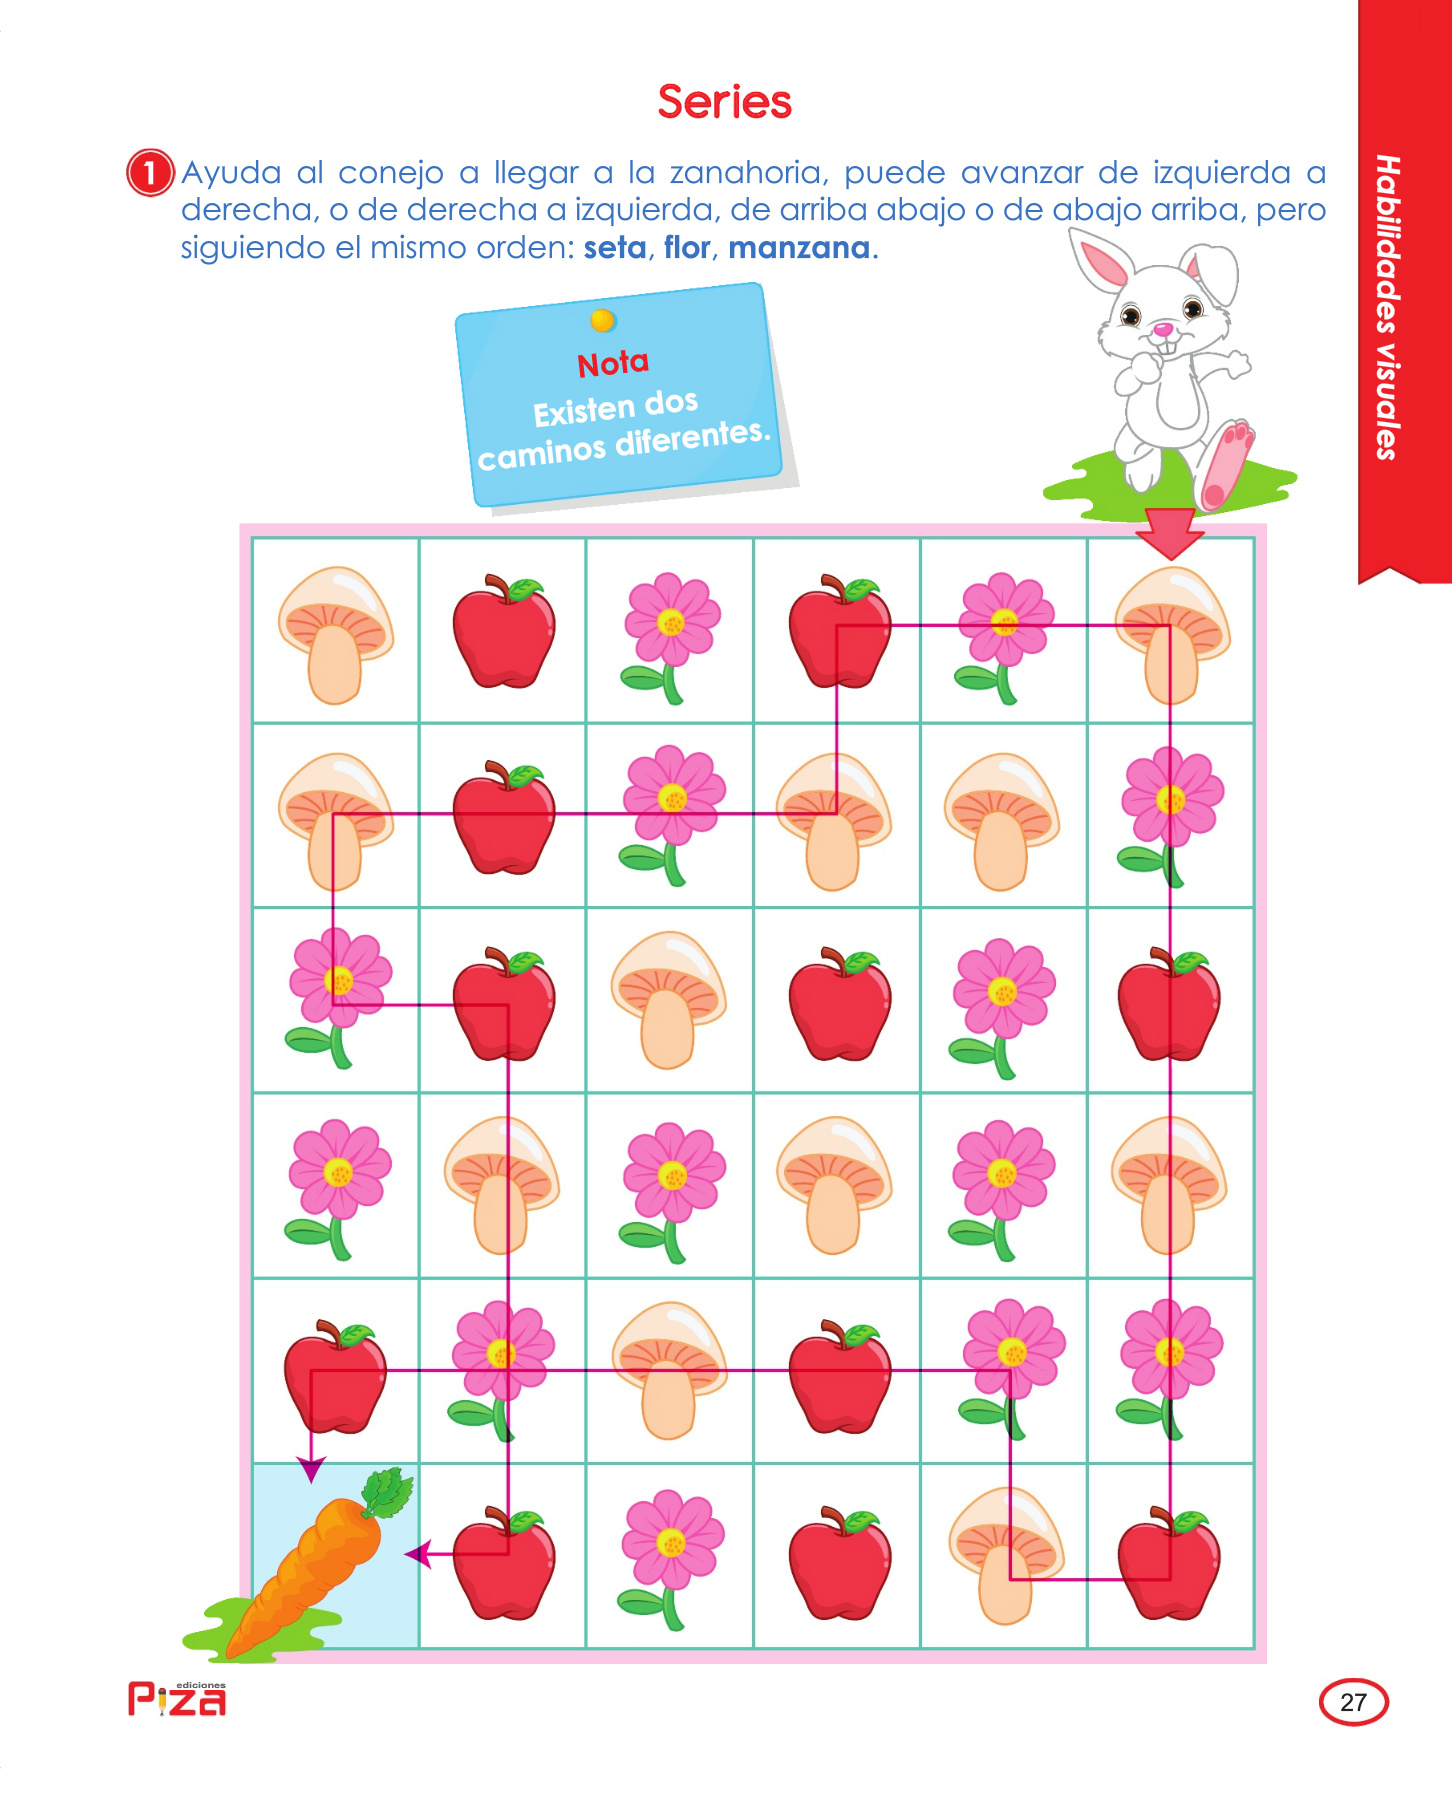 Series
1 Ayuda al conejo a llegar a la zanahoria, puede avanzar de izquierda a
derecha, o de derecha a izquierda, de arriba abajo o de abajo arriba, pero
siguiendo el mismo orden: seta, flor, manzana.
Habilidades visuales
Nota
Existen dos
caminos diferentes.
ediciones
Piza
27